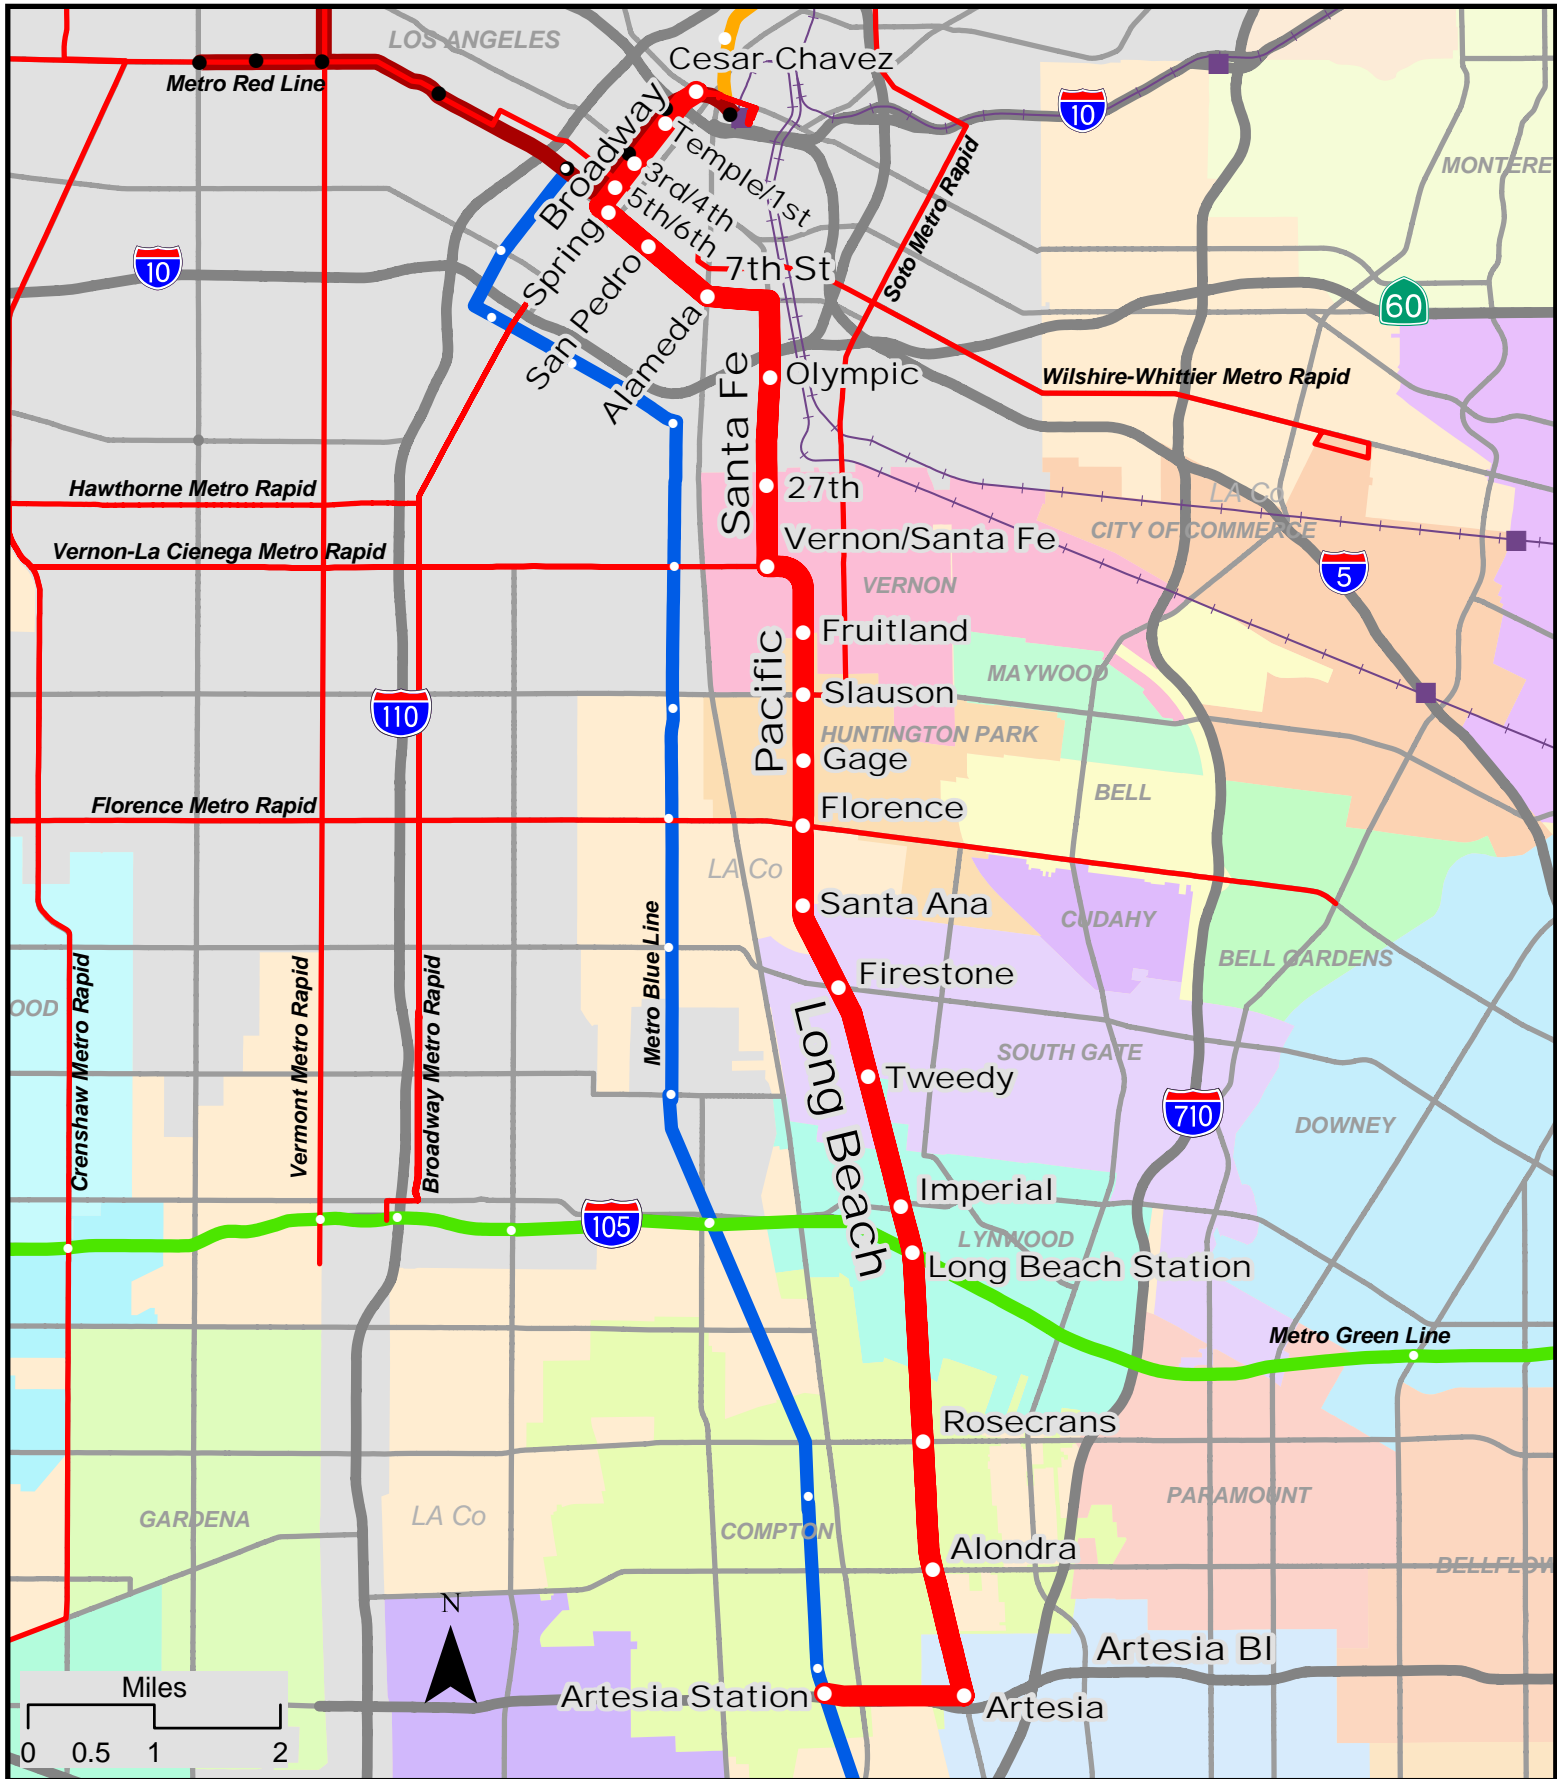 LOS ANGELES
Cesar Chavez
Metro Red Line
10
Broadway
Temple/1st
MONTERE
3rd/4th
Soto Metro Rapid
5th/6th
10
Spring
7th St
San Pedro
60
Alameda
Olympic
Wilshire-Whittier Metro Rapid
Santa Fe
Hawthorne Metro Rapid
27th
LA Co
CITY OF COMMERCE
Vernon-La Cienega Metro Rapid
Vernon/Santa Fe
5
VERNON
Fruitland
Pacific
MAYWOOD
Slauson
110
HUNTINGTON PARK
Gage
BELL
Florence Metro Rapid
Florence
LA Co
Santa Ana
CUDAHY
BELL GARDENS
Metro Blue Line
Firestone
OOD
Crenshaw Metro Rapid
Vermont Metro Rapid
Broadway Metro Rapid
Long Beach
SOUTH GATE
Tweedy
710
DOWNEY
Imperial
105
LYNWOOD
Long Beach Station
Metro Green Line
Rosecrans
PARAMOUNT
GARDENA
LA Co
COMPTON
Alondra
BELLFLOW
N
Artesia Bl
Miles
Artesia Station
Artesia
0 0.5 1 2